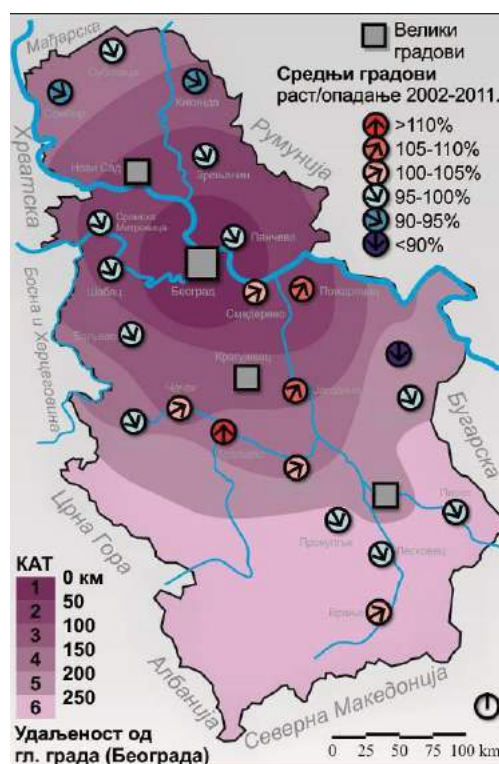 Мађарска
Велики
градови
Средњи градови
раст/опадање 2002-2011.
>110%
105-110%
100-105%
95-100%
90-95%
<90%
Суботица
Сомбор
Кикинда
Румунија
Хрватска
Нови Сад
Зрењанин
Сремска
Митровица
Панчево
Шабац
Београд
Смедерево
Пожаревац
Босна и Херцеговина
Ваљево
Крагујевац
Јагодина
Чачак
Краљево
Бугарска
Црна Гора
Пирот
Прокупље
Лесковац
Врање
КАТ
0 км
1
50
2
100
3
150
4
200
5
250
6
Албанија
Северна Македонија
Удаљеност од
гл. града (Београда)
0 25 50 75 100 km